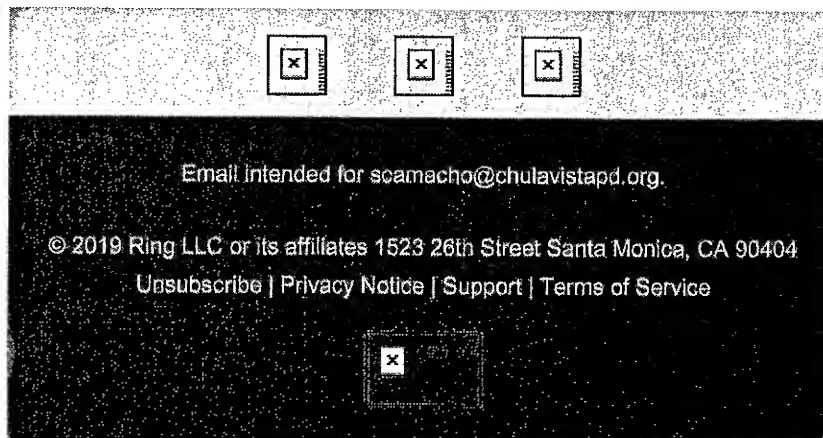 Email intended for scamacho@chulavistapd.org.
© 2019 Ring LLC or its affiliates 1523 26th Street Santa Monica, CA 90404
Unsubscribe | Privacy Notice | Support | Terms of Service